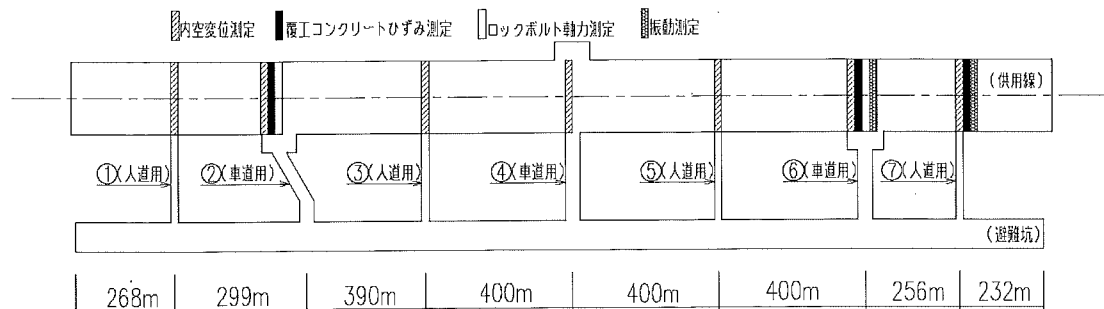 内空変位測定 覆工コンクリートひずみ測定 ロックボルト軸力測定 振動測定
(供用線)
①(人道用) ②(車道用) ③(人道用) ④(車道用) ⑤(人道用) ⑥(車道用) ⑦(人道用)
(避難坑)
268m 299m 390m 400m 400m 400m 256m 232m